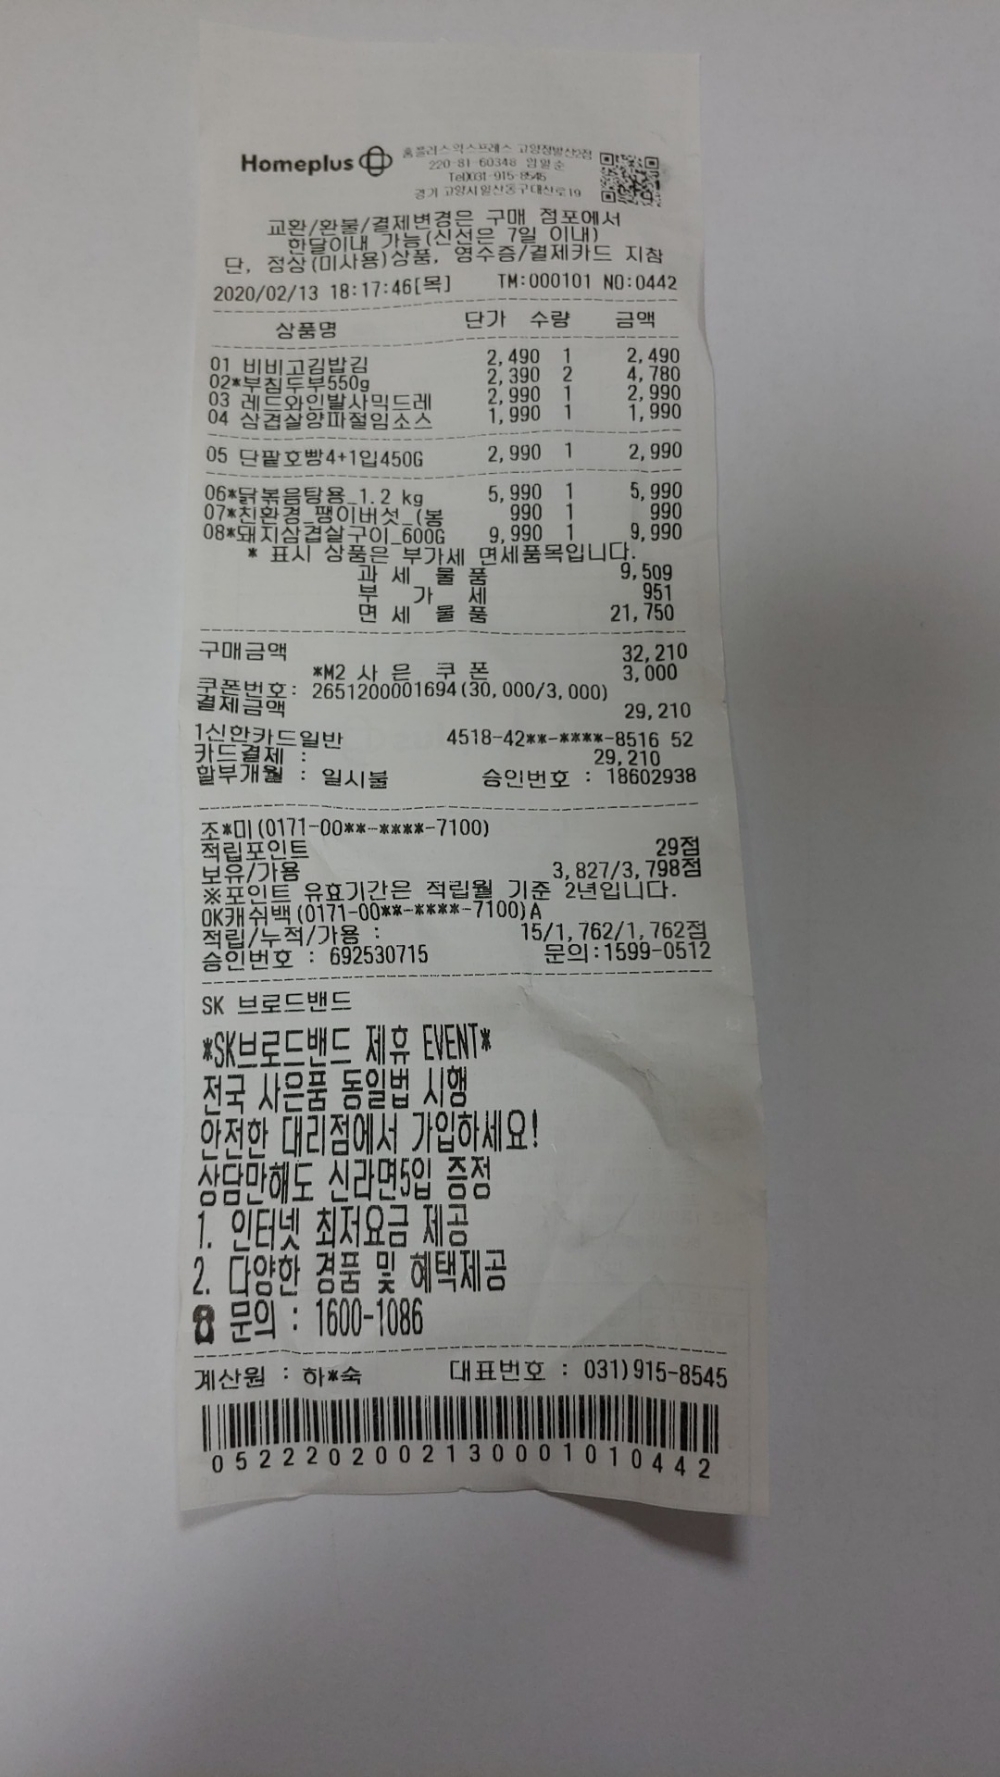 Homeplus
홈플러스익스프레스 고양정발산2점
220-81-60348 임일순
Tel)031-915-8545
경기 고양시 일산동구 대산로 19
교환/환불/결제변경은 구매 점포에서
한달이내 가능(신선은 7일 이내)
단, 정상(미사용)상품, 영수증/결제카드 지참
2020/02/13 18:17:46[목] TM:000101 NO:0442
상품명 단가 수량 금액
01 비비고김밥김 2,490 1 2,490
02*부침두부550g 2,390 2 4,780
03 레드와인발사믹드레 2,990 1 2,990
04 삼겹살양파절임소스 1,990 1 1,990
05 단팥호빵4+1입450G 2,990 1 2,990
06*닭볶음탕용_1.2 kg 5,990 1 5,990
07*친환경_팽이버섯_(봉 990 1 990
08*돼지삼겹살구이_600G 9,990 1 9,990
* 표시 상품은 부가세 면세품목입니다.
과 세 물 품 9,509
부 가 세 951
면 세 물 품 21,750
구매금액 32,210
*M2 사 은 쿠 폰 3,000
쿠폰번호: 2651200001694(30,000/3,000)
결제금액 29,210
1신한카드일반 4518-42**-****-8516 52
카드결제 : 29,210
할부개월 : 일시불 승인번호 : 18602938
조*미(0171-00**-****-7100)
적립포인트 29점
보유/가용 3,827/3,798점
※포인트 유효기간은 적립월 기준 2년입니다.
OK캐쉬백(0171-00**-****-7100)A
적립/누적/가용 : 15/1,762/1,762점
승인번호 : 692530715 문의:1599-0512
SK 브로드밴드
*SK브로드밴드 제휴 EVENT*
전국 사은품 동일법 시행
안전한 대리점에서 가입하세요!
상담만해도 신라면5입 증정
1. 인터넷 최저요금 제공
2. 다양한 경품 및 혜택제공
☎ 문의 : 1600-1086
계산원 : 하*숙 대표번호 : 031)915-8545
0522202002130001010442